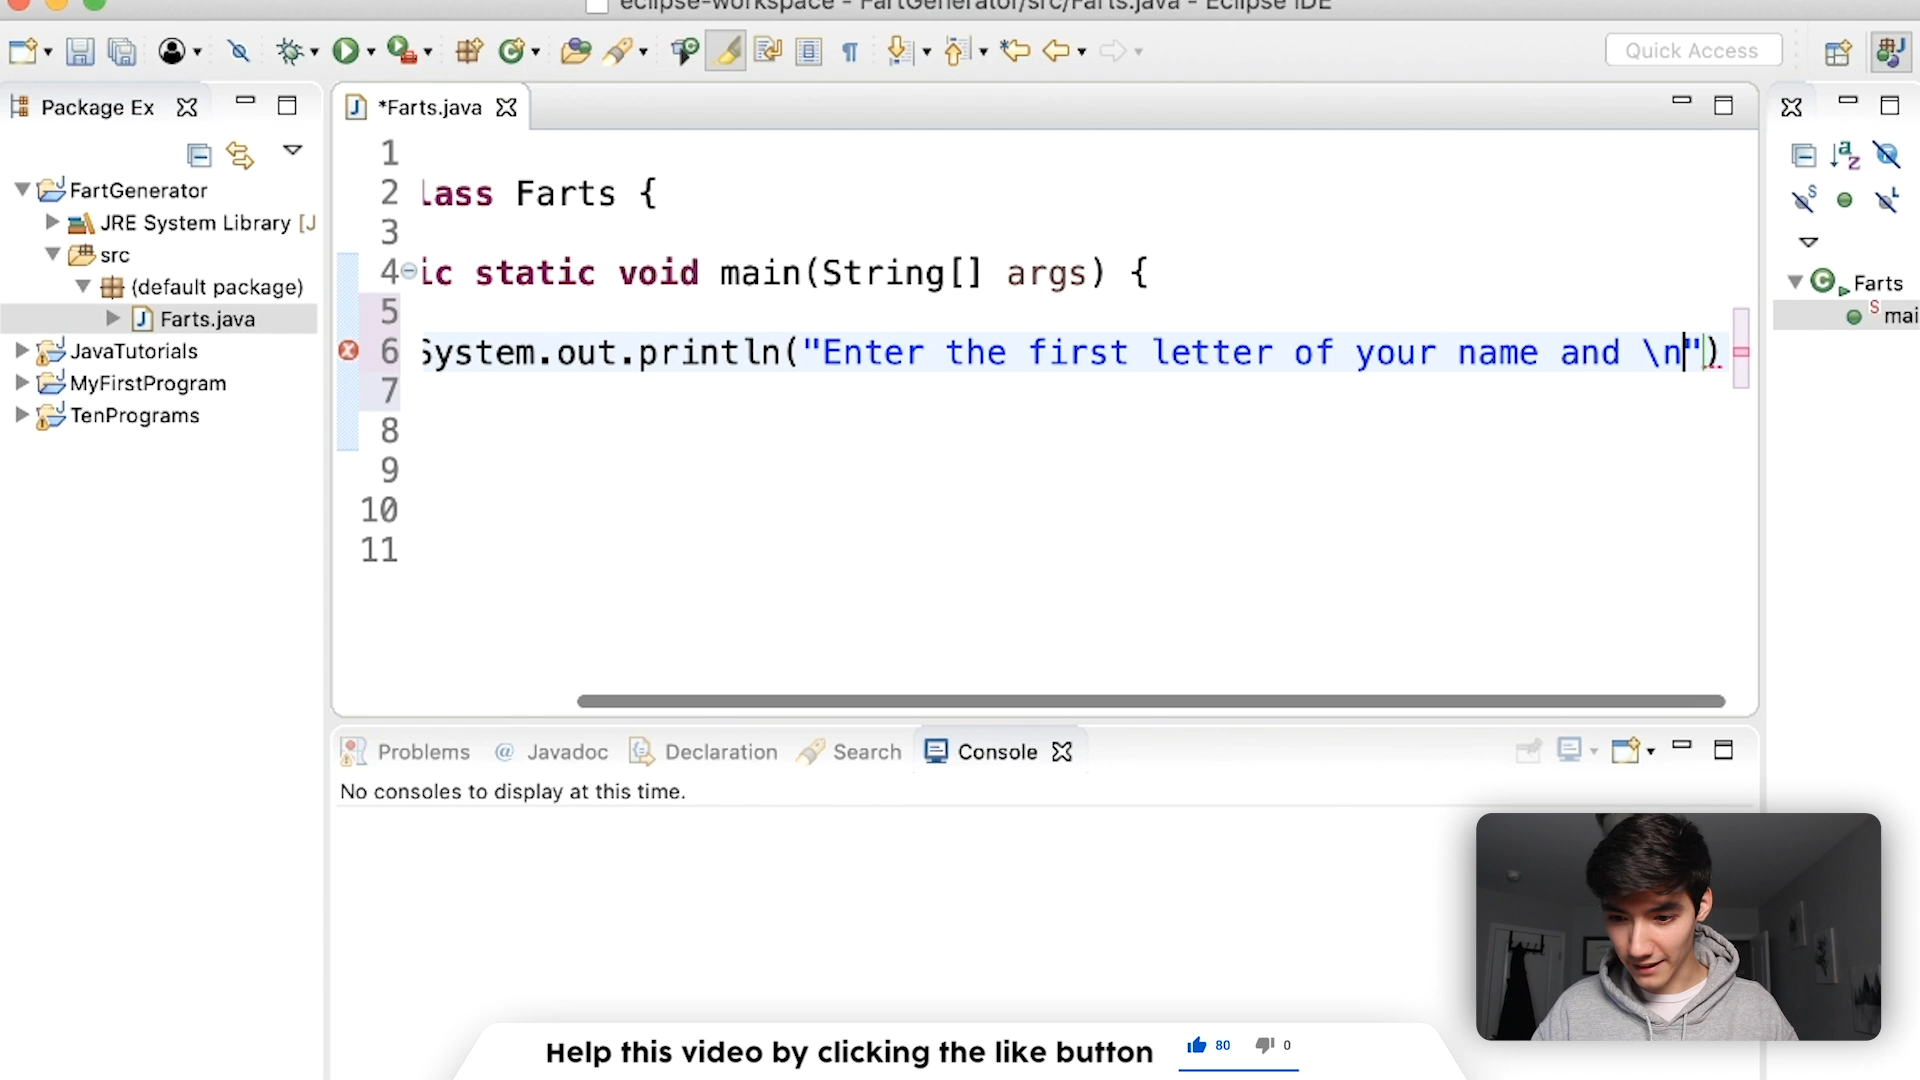 eclipse-workspace - FartGenerator/src/Farts.java - Eclipse IDE
Quick Access
Package Ex
*Farts.java
FartGenerator
JRE System Library [J
src
(default package)
Farts.java
JavaTutorials
MyFirstProgram
TenPrograms
1
2 lass Farts {
3
4 ic static void main(String[] args) {
5
6 System.out.println("Enter the first letter of your name and \n")
7
8
9
10
11
Farts
mai
Problems @ Javadoc Declaration Search Console
No consoles to display at this time.
Help this video by clicking the like button 80 0